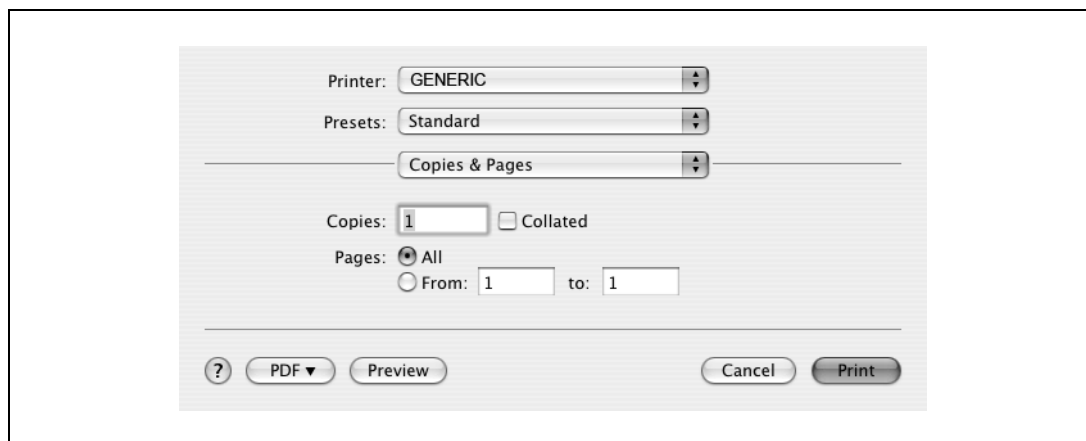 Printer: GENERIC
Presets: Standard
Copies & Pages
Copies: 1 Collated
Pages: All
From: 1 to: 1
? PDF ▼ Preview Cancel Print